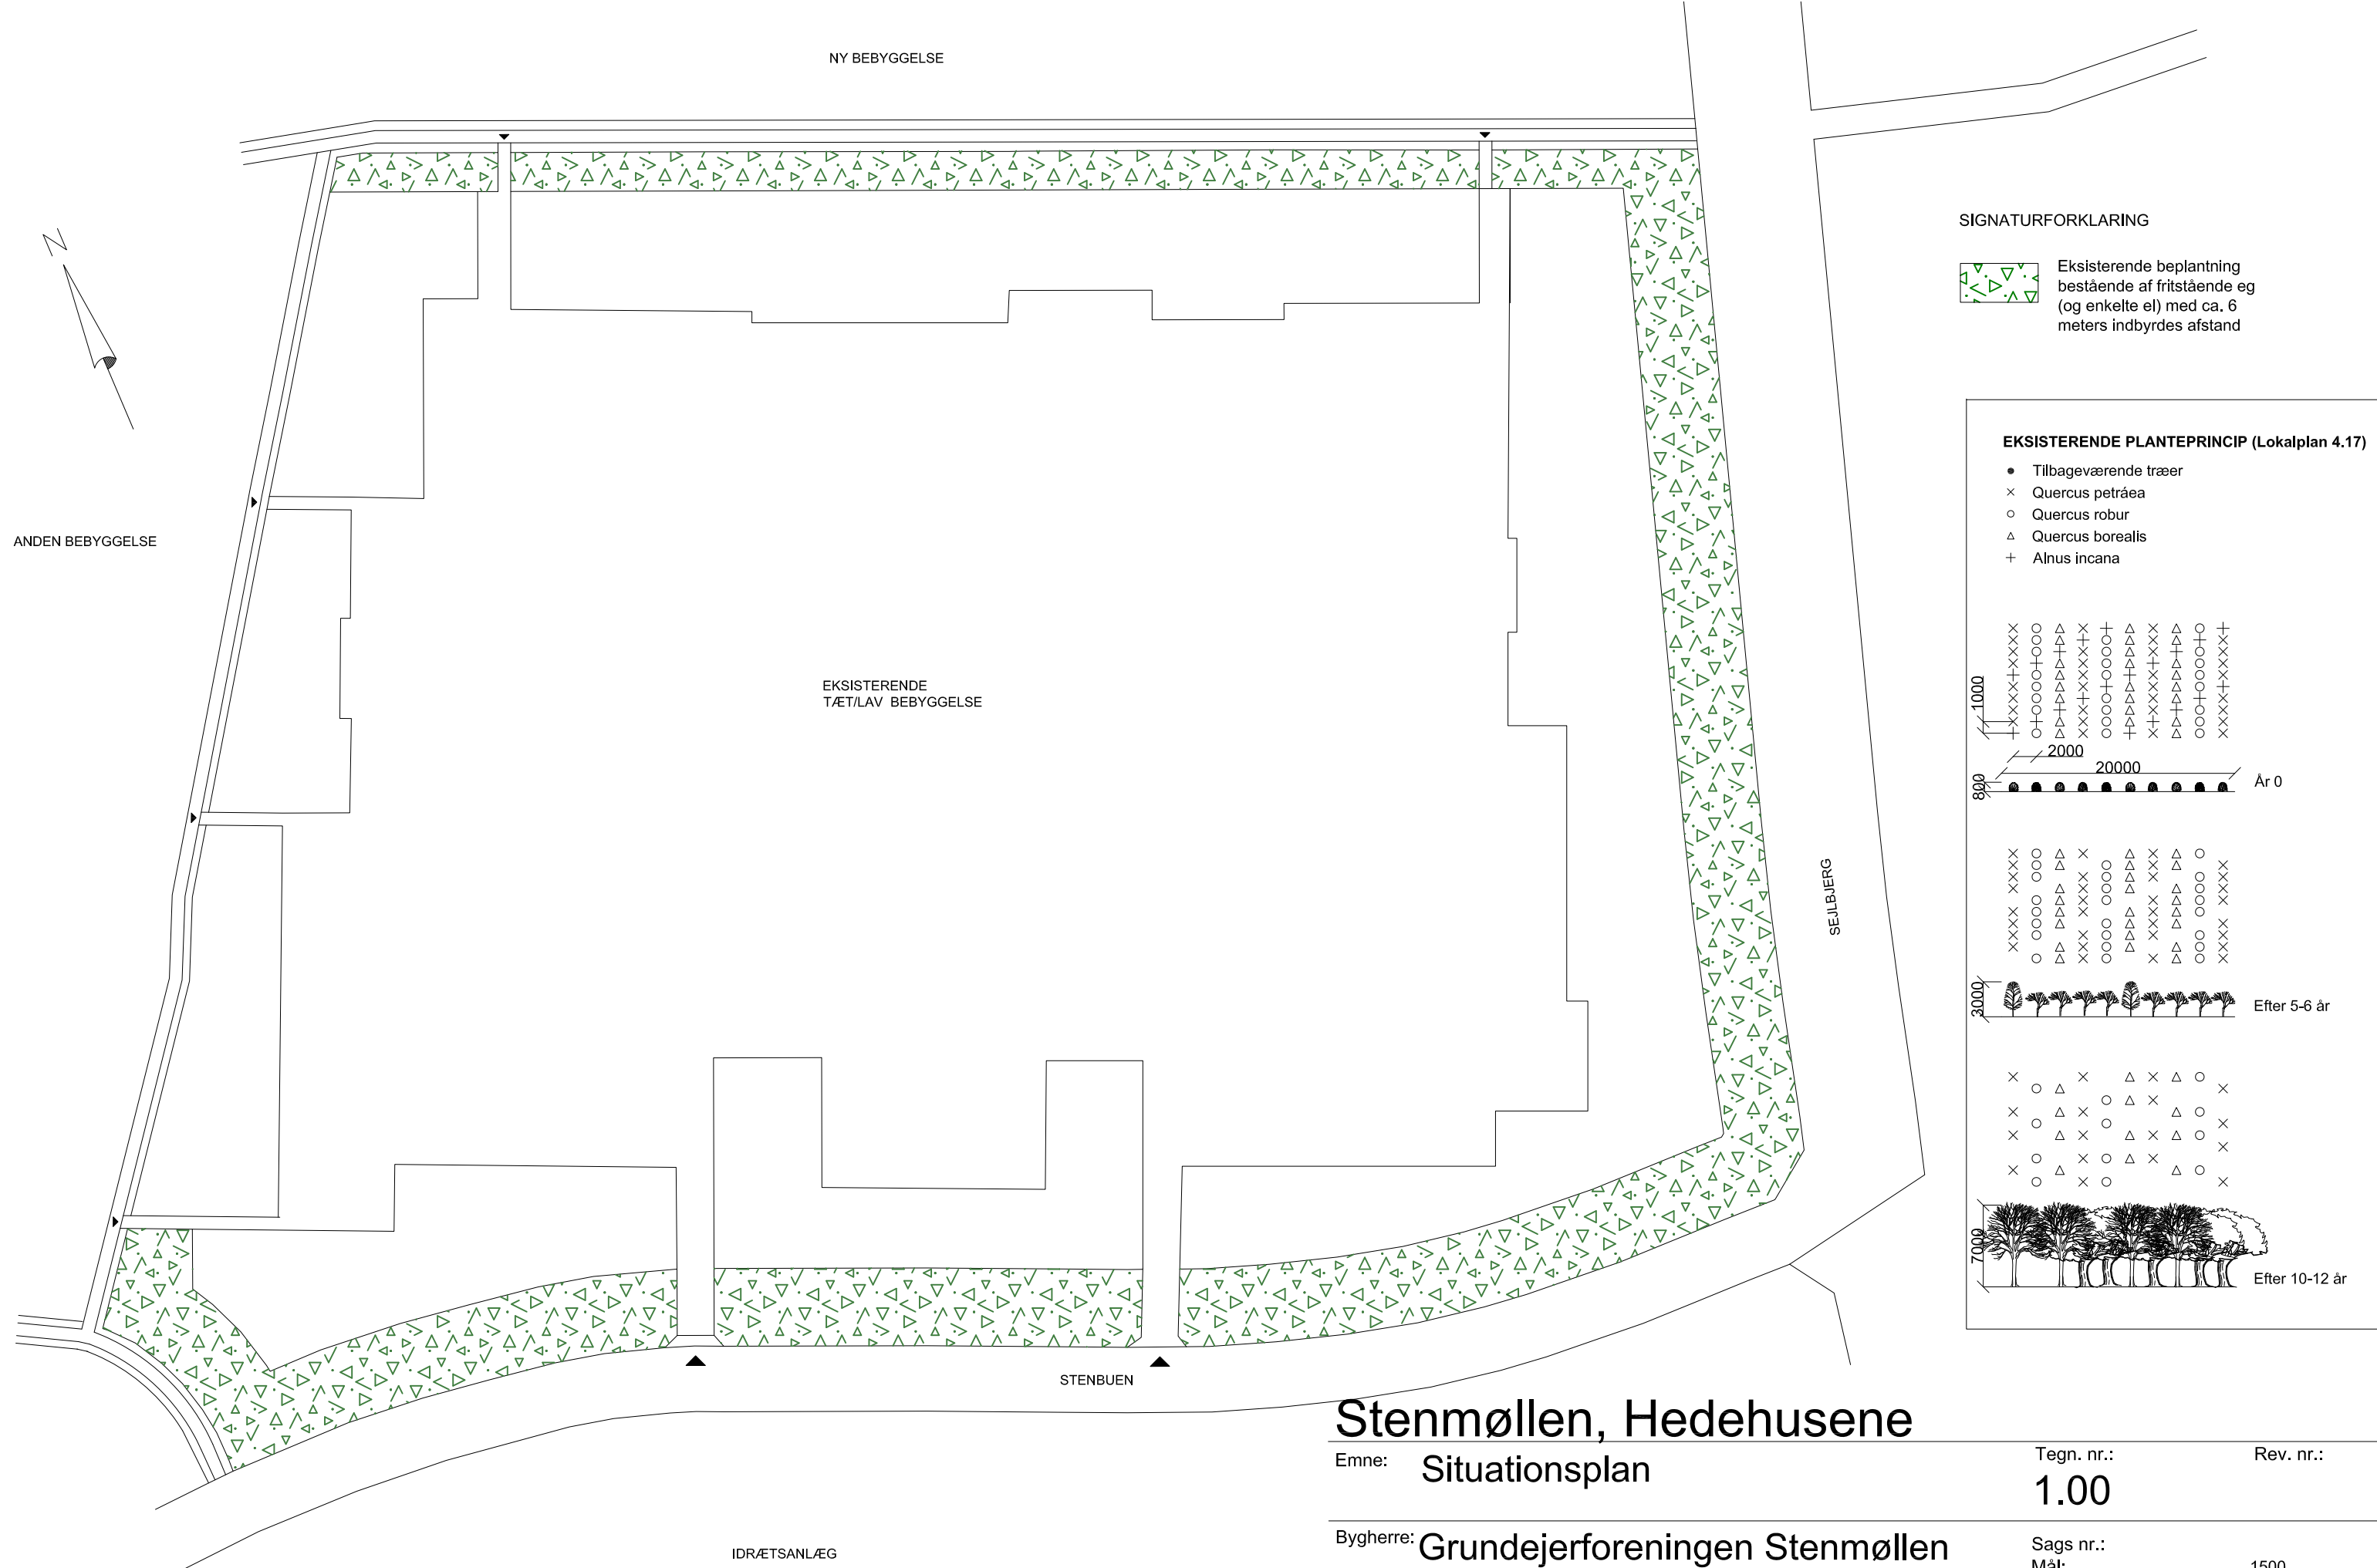 NY BEBYGGELSE
N
SIGNATURFORKLARING
Eksisterende beplantning
bestående af fritstående eg
(og enkelte el) med ca. 6
meters indbyrdes afstand
EKSISTERENDE PLANTEPRINCIP (Lokalplan 4.17)
Tilbageværende træer
Quercus petráea
Quercus robur
Quercus borealis
Alnus incana
ANDEN BEBYGGELSE
EKSISTERENDE
TÆT/LAV BEBYGGELSE
1000
2000
20000
800
År 0
SEJLBJERG
3000
Efter 5-6 år
7000
Efter 10-12 år
STENBUEN
IDRÆTSANLÆG
Stenmøllen, Hedehusene
Emne: Situationsplan
Tegn. nr.:
1.00
Rev. nr.:
Bygherre: Grundejerforeningen Stenmøllen
Sags nr.:
Mål: 1500